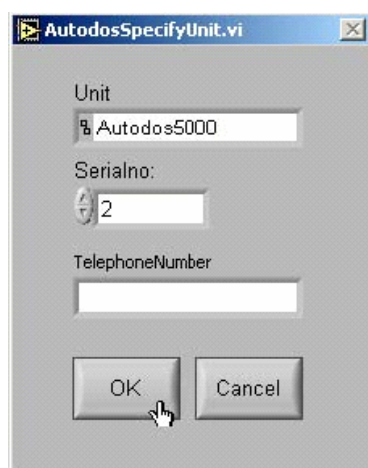 AutodosSpecifyUnit.vi
Unit
Autodos5000
Serialno:
2
TelephoneNumber
OK Cancel